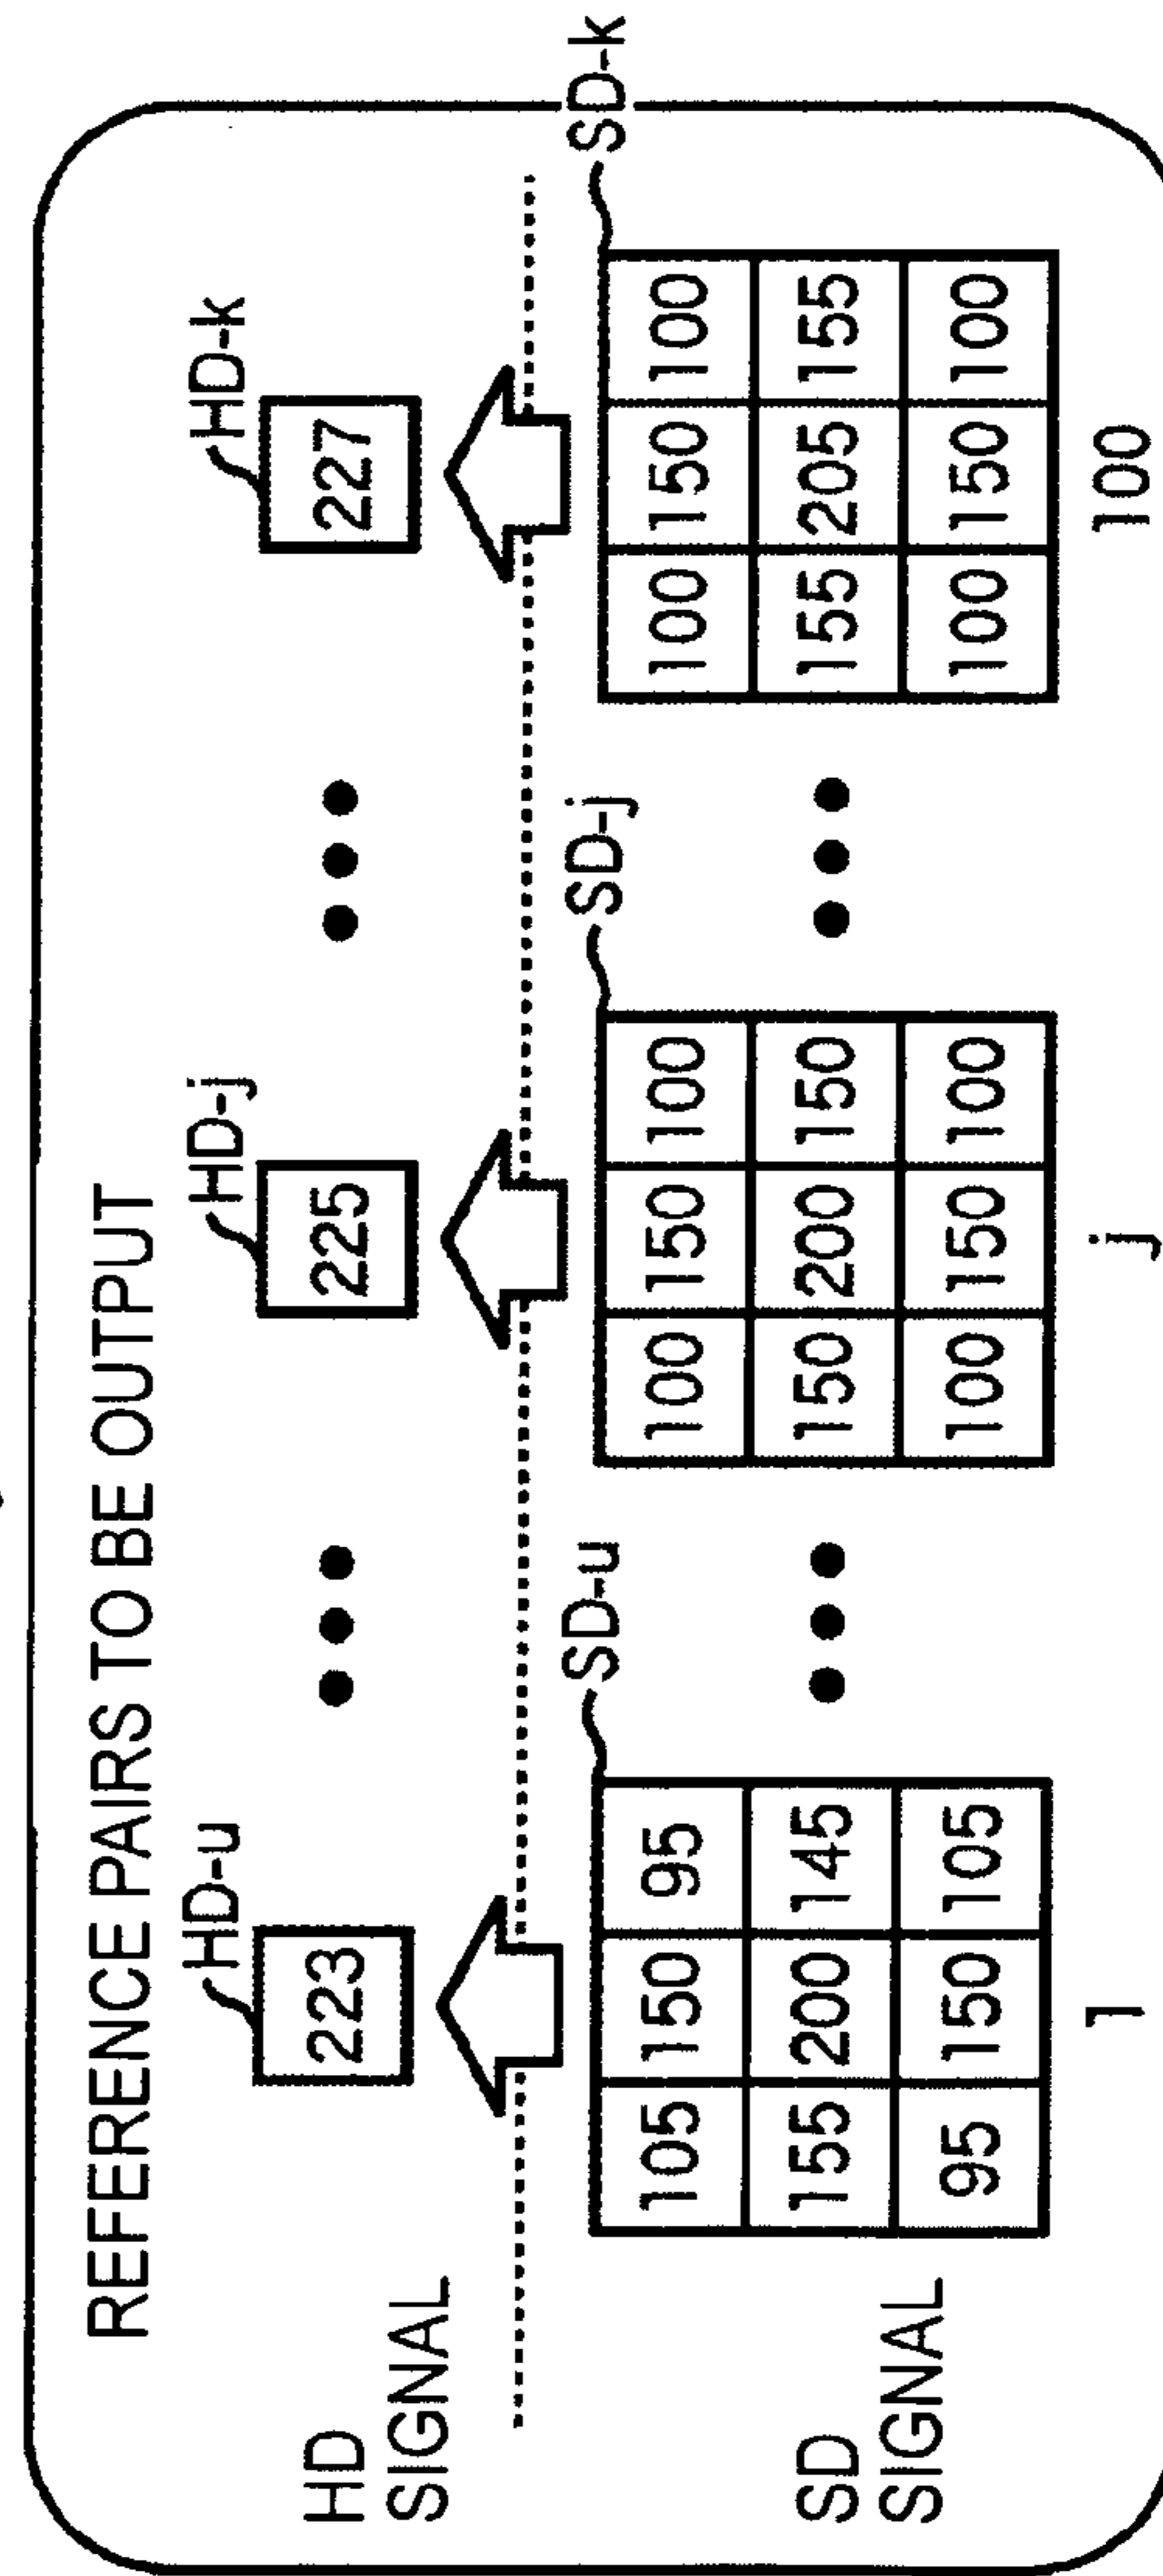 REFERENCE PAIRS TO BE OUTPUT
HD-u HD-j HD-k
HD SIGNAL
223 225 227
SD-u SD-j SD-k
SD SIGNAL
105 150 95
155 200 145
95 150 105
100 150 100
150 200 150
100 150 100
100 150 100
155 205 155
100 150 100
1 j 100